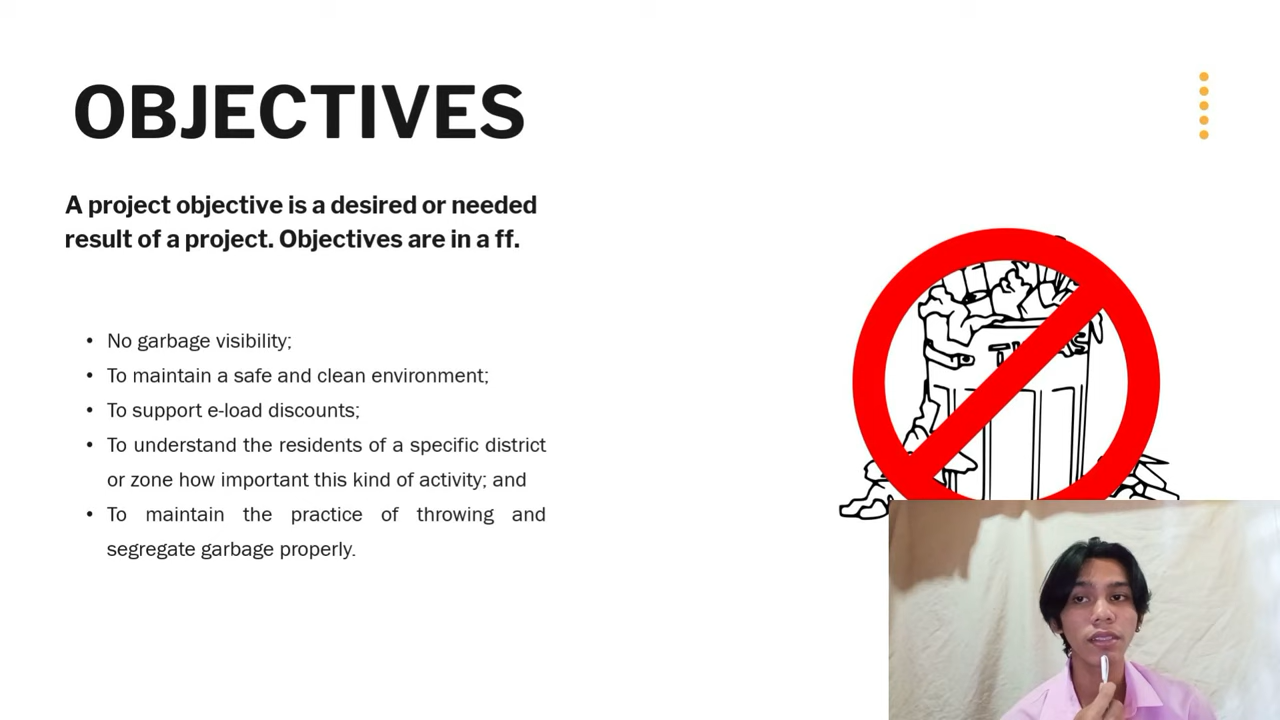 OBJECTIVES
A project objective is a desired or needed
result of a project. Objectives are in a ff.
• No garbage visibility;
• To maintain a safe and clean environment;
• To support e-load discounts;
• To understand the residents of a specific district
or zone how important this kind of activity; and
• To maintain the practice of throwing and
segregate garbage properly.